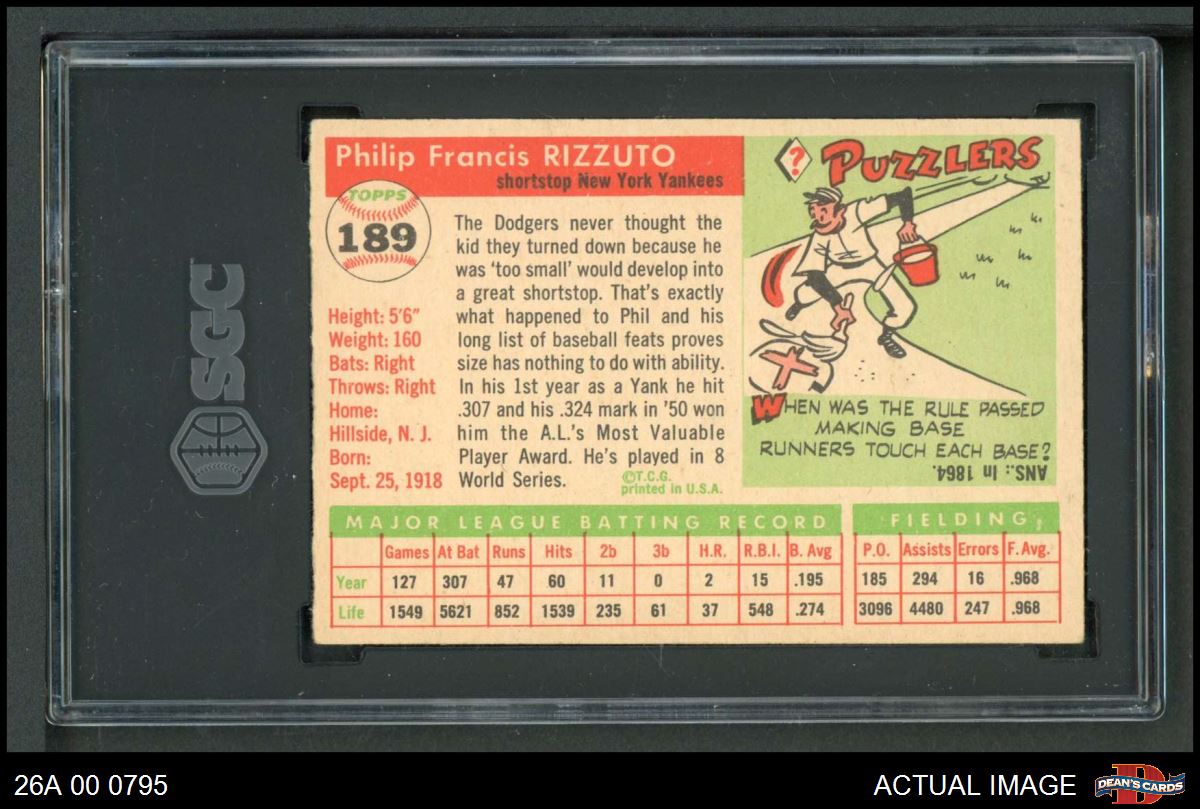 SGC
Philip Francis RIZZUTO
shortstop New York Yankees
TOPPS
189
Height: 5'6"
Weight: 160
Bats: Right
Throws: Right
Home:
Hillside, N. J.
Born:
Sept. 25, 1918
The Dodgers never thought the
kid they turned down because he
was 'too small' would develop into
a great shortstop. That's exactly
what happened to Phil and his
long list of baseball feats proves
size has nothing to do with ability.
In his 1st year as a Yank he hit
.307 and his .324 mark in '50 won
him the A.L.'s Most Valuable
Player Award. He's played in 8
World Series.
©T.C.G.
printed in U.S.A.
? PUZZLERS
WHEN WAS THE RULE PASSED
MAKING BASE
RUNNERS TOUCH EACH BASE?
ANS.: In 1864.
MAJOR LEAGUE BATTING RECORD
Games At Bat Runs Hits 2b 3b H.R. R.B.I. B. Avg
Year 127 307 47 60 11 0 2 15 .195
Life 1549 5621 852 1539 235 61 37 548 .274
FIELDING
P.O. Assists Errors F. Avg.
185 294 16 .968
3096 4480 247 .968
26A 00 0795
ACTUAL IMAGE
D
DEAN'S CARDS